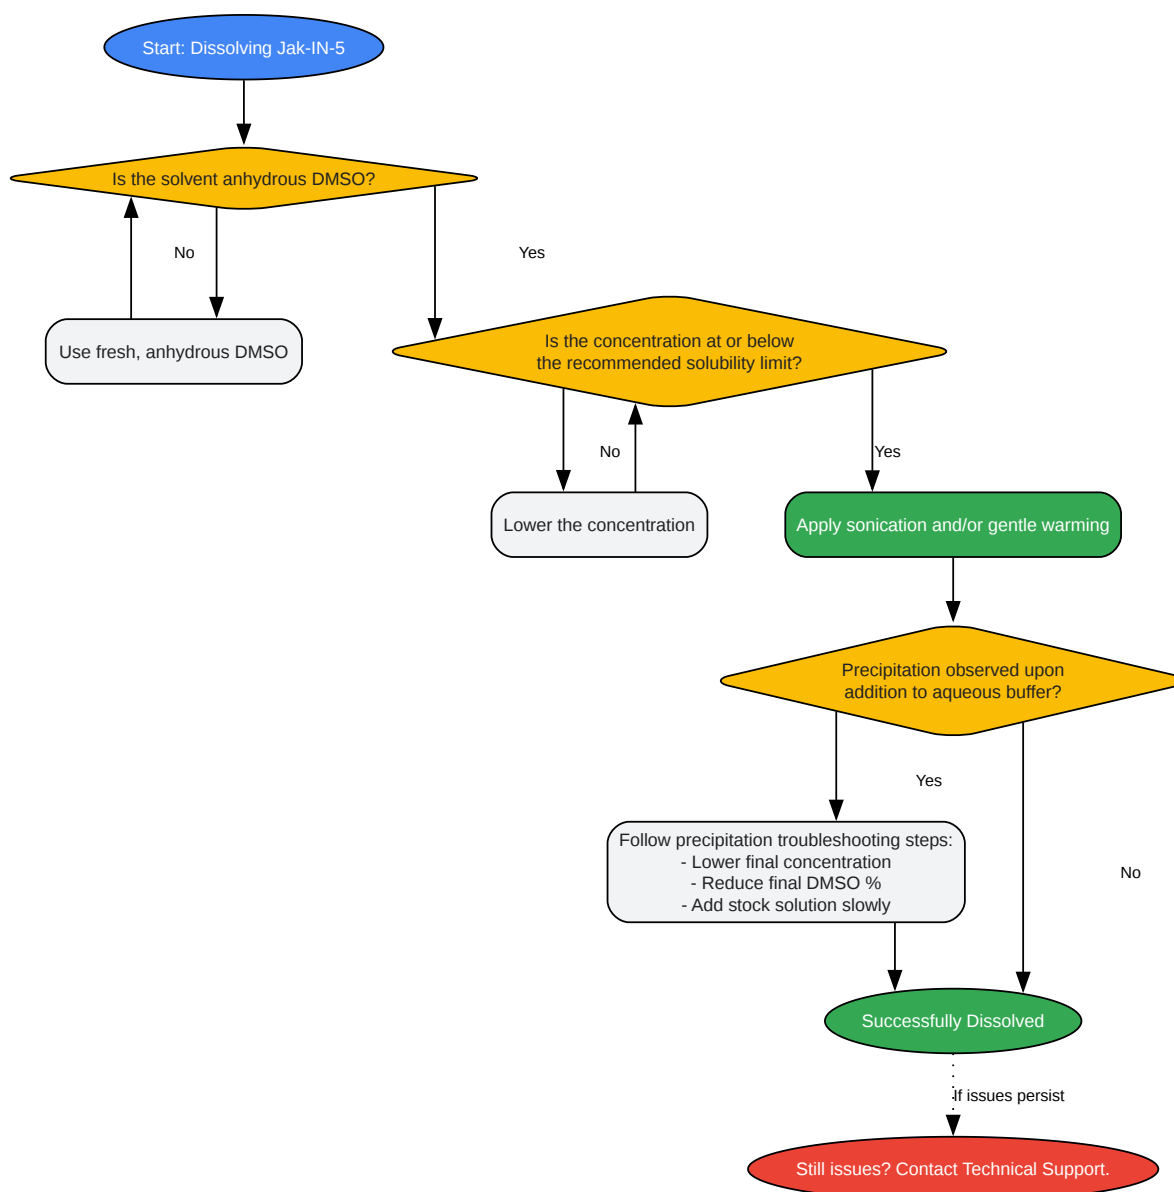 Start: Dissolving Jak-IN-5
Is the solvent anhydrous DMSO?
No
Yes
Use fresh, anhydrous DMSO
Is the concentration at or below
the recommended solubility limit?
No
Yes
Lower the concentration
Apply sonication and/or gentle warming
Precipitation observed upon
addition to aqueous buffer?
Yes
Follow precipitation troubleshooting steps:
- Lower final concentration
- Reduce final DMSO %
- Add stock solution slowly
No
Successfully Dissolved
If issues persist
Still issues? Contact Technical Support.